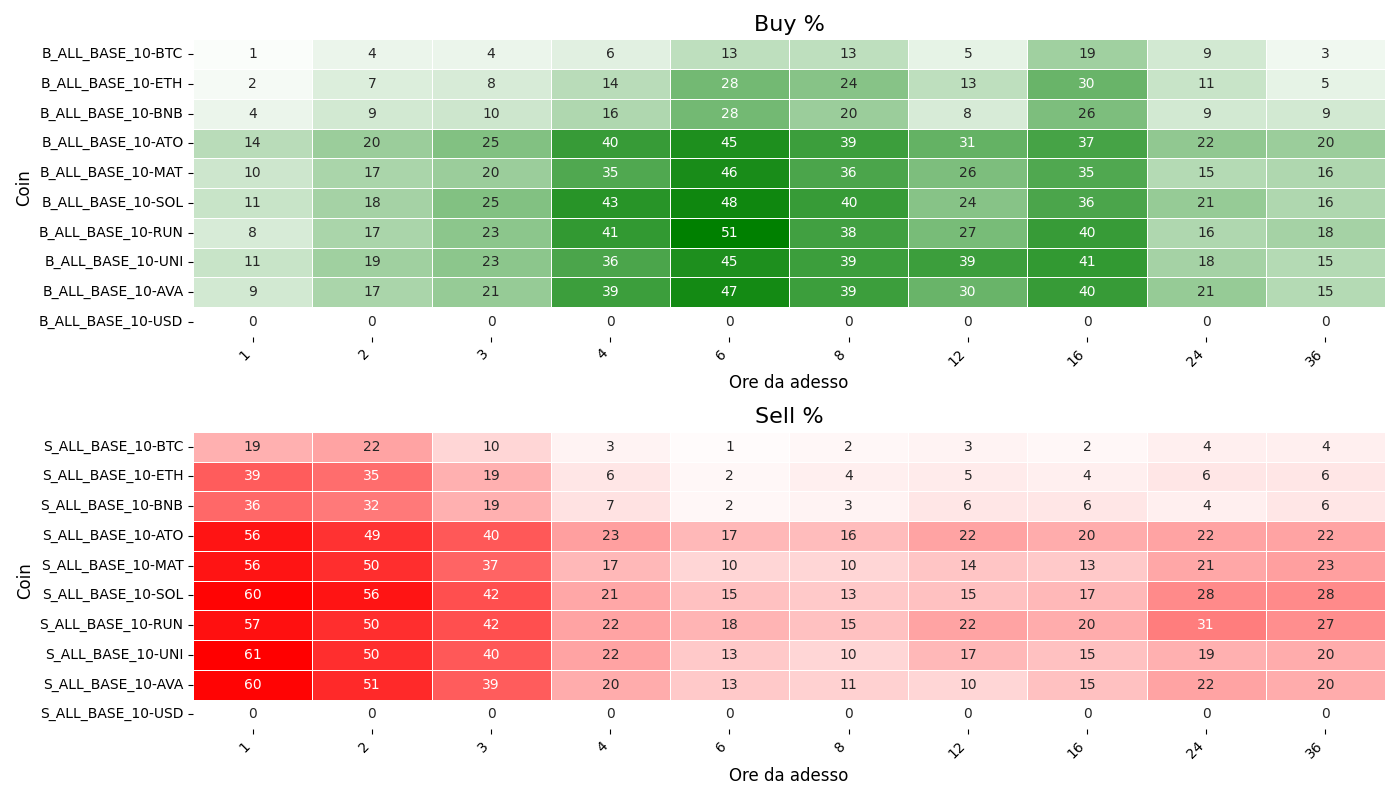 Buy %
Coin
B_ALL_BASE_10-BTC 1 4 4 6 13 13 5 19 9 3
B_ALL_BASE_10-ETH 2 7 8 14 28 24 13 30 11 5
B_ALL_BASE_10-BNB 4 9 10 16 28 20 8 26 9 9
B_ALL_BASE_10-ATO 14 20 25 40 45 39 31 37 22 20
B_ALL_BASE_10-MAT 10 17 20 35 46 36 26 35 15 16
B_ALL_BASE_10-SOL 11 18 25 43 48 40 24 36 21 16
B_ALL_BASE_10-RUN 8 17 23 41 51 38 27 40 16 18
B_ALL_BASE_10-UNI 11 19 23 36 45 39 39 41 18 15
B_ALL_BASE_10-AVA 9 17 21 39 47 39 30 40 21 15
B_ALL_BASE_10-USD 0 0 0 0 0 0 0 0 0 0
1 2 3 4 6 8 12 16 24 36
Ore da adesso
Sell %
Coin
S_ALL_BASE_10-BTC 19 22 10 3 1 2 3 2 4 4
S_ALL_BASE_10-ETH 39 35 19 6 2 4 5 4 6 6
S_ALL_BASE_10-BNB 36 32 19 7 2 3 6 6 4 6
S_ALL_BASE_10-ATO 56 49 40 23 17 16 22 20 22 22
S_ALL_BASE_10-MAT 56 50 37 17 10 10 14 13 21 23
S_ALL_BASE_10-SOL 60 56 42 21 15 13 15 17 28 28
S_ALL_BASE_10-RUN 57 50 42 22 18 15 22 20 31 27
S_ALL_BASE_10-UNI 61 50 40 22 13 10 17 15 19 20
S_ALL_BASE_10-AVA 60 51 39 20 13 11 10 15 22 20
S_ALL_BASE_10-USD 0 0 0 0 0 0 0 0 0 0
1 2 3 4 6 8 12 16 24 36
Ore da adesso